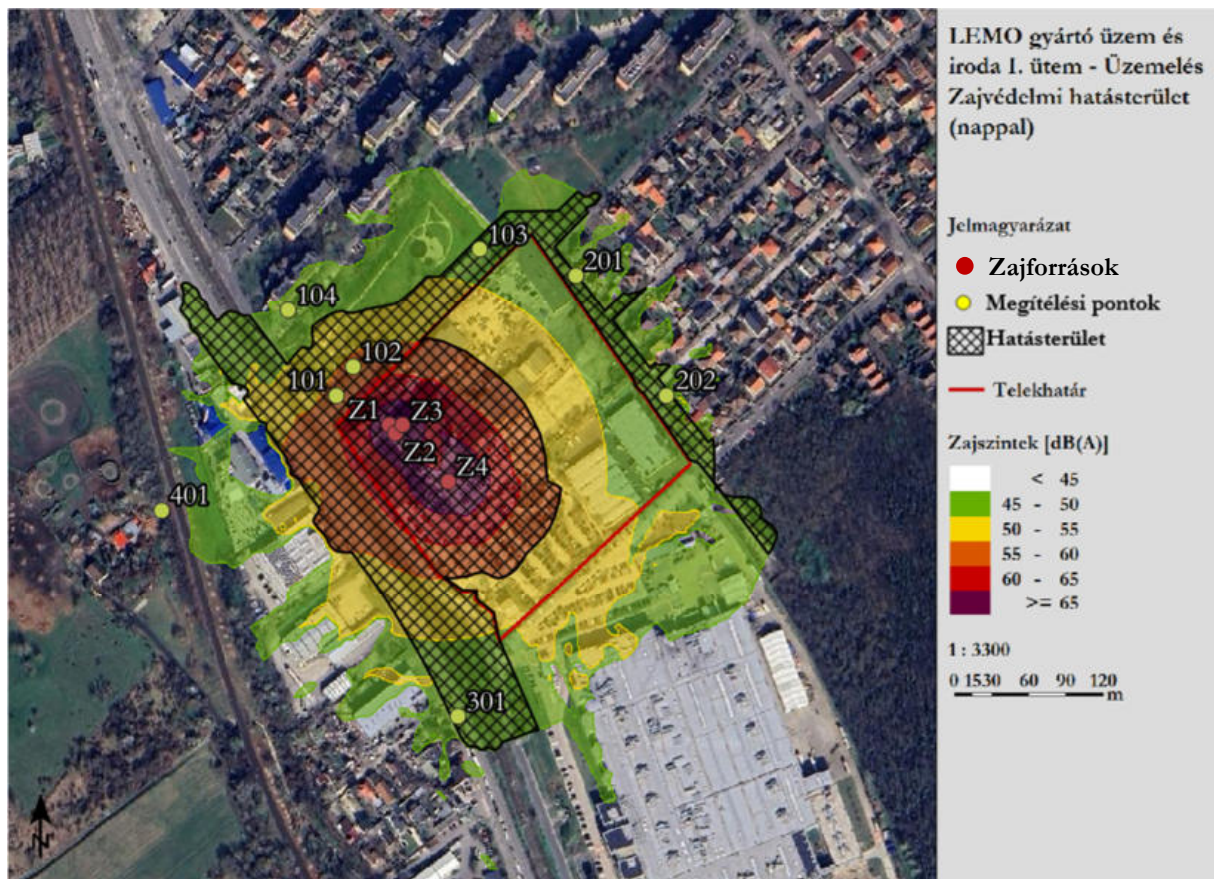 LEMO gyártó üzem és
iroda I. ütem - Üzemelés
Zajvédelmi hatásterület
(nappal)
Jelmagyarázat
Zajforrások
Megítélési pontok
Hatásterület
Telekhatár
Zajszintek [dB(A)]
< 45
45 - 50
50 - 55
55 - 60
60 - 65
>= 65
1 : 3300
0 1530 60 90 120
m
103
201
104
102
101
202
Z1
Z3
Z2
Z4
401
301
N